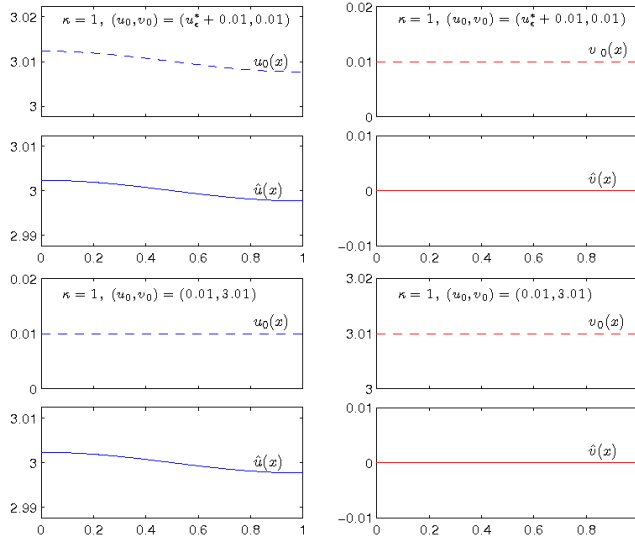 3.02
κ = 1, (u₀, v₀) = (u*ϵ + 0.01, 0.01)
3.01
u₀(x)
3
0.02
κ = 1, (u₀, v₀) = (u*ϵ + 0.01, 0.01)
v₀(x)
0.01
0
3.01
3
û(x)
2.99
0 0.2 0.4 0.6 0.8 1
0.01
v̂(x)
0
−0.01
0 0.2 0.4 0.6 0.8
0.02
κ = 1, (u₀, v₀) = (0.01, 3.01)
u₀(x)
0.01
0
3.02
κ = 1, (u₀, v₀) = (0.01, 3.01)
3.01
v₀(x)
3
3.01
3
û(x)
2.99
0 0.2 0.4 0.6 0.8 1
0.01
v̂(x)
0
−0.01
0 0.2 0.4 0.6 0.8